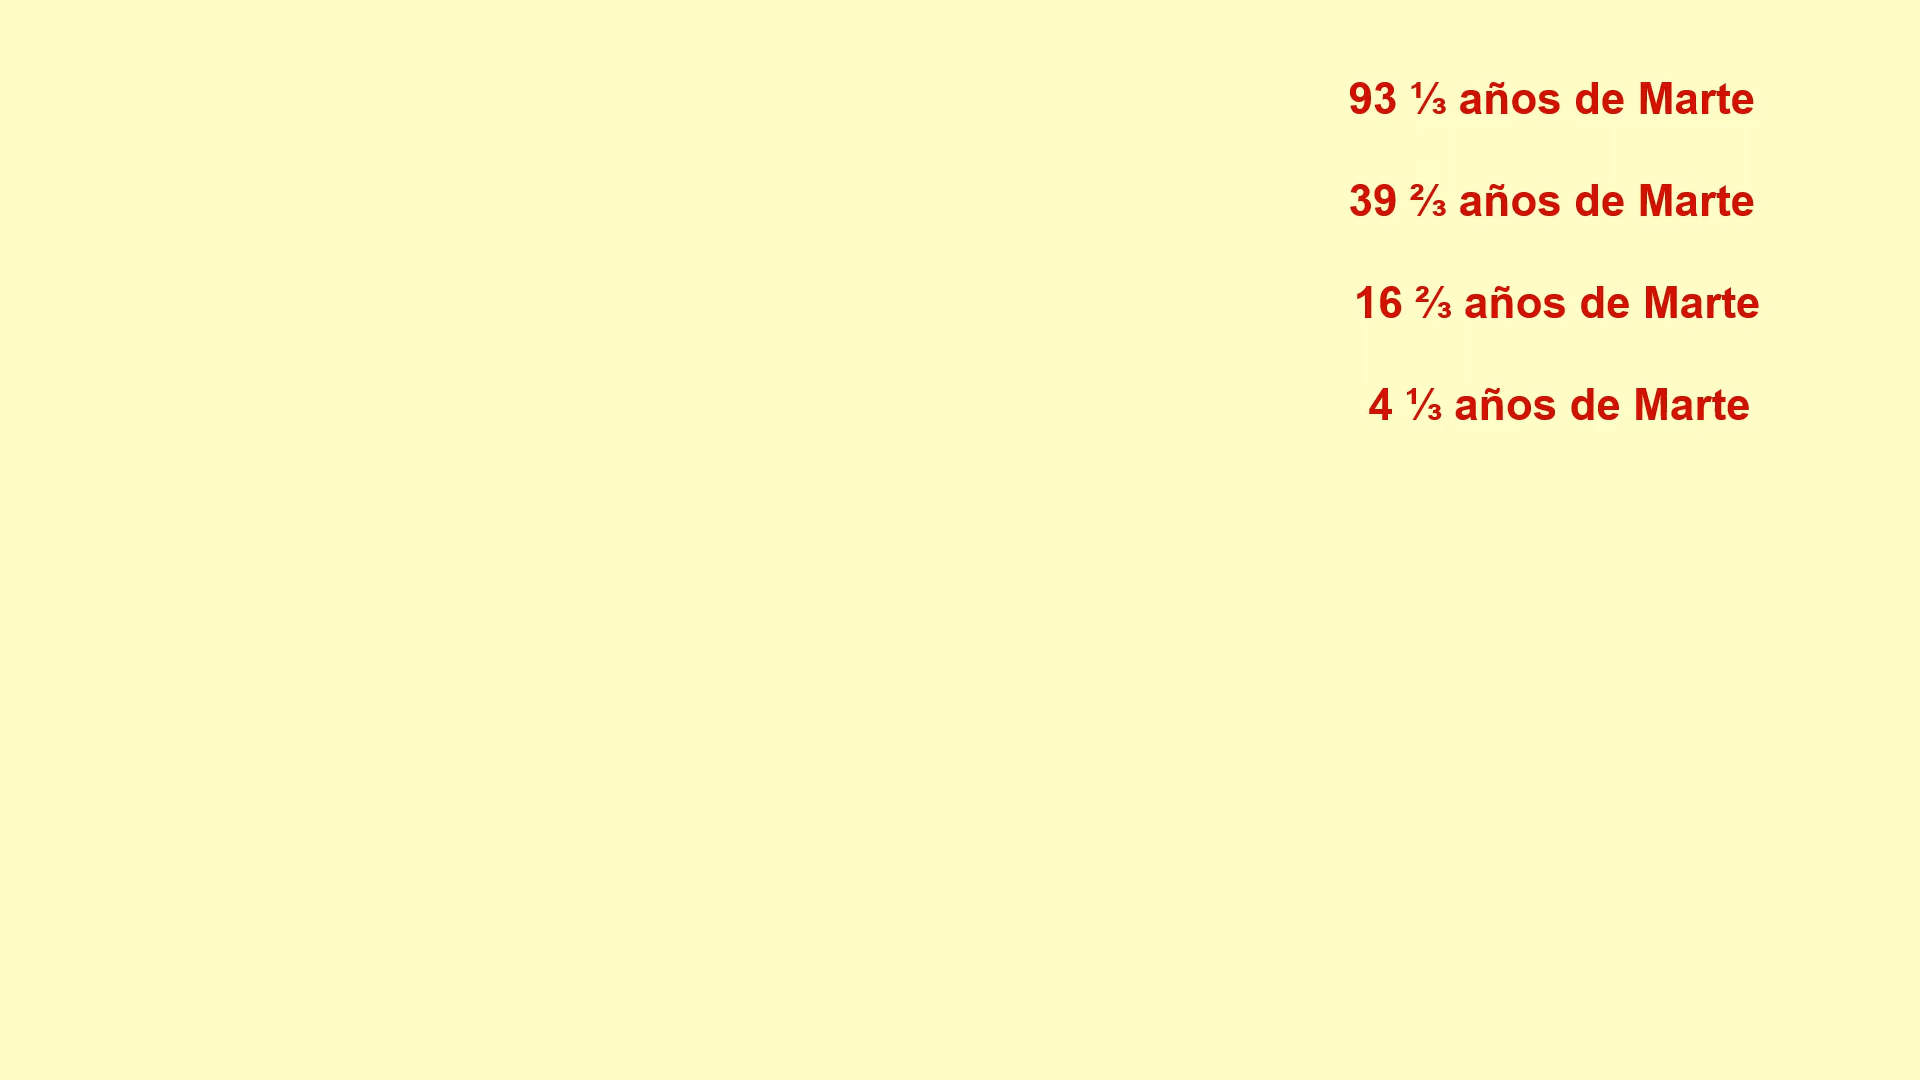 93 ⅓ años de Marte
39 ⅔ años de Marte
16 ⅔ años de Marte
4 ⅓ años de Marte